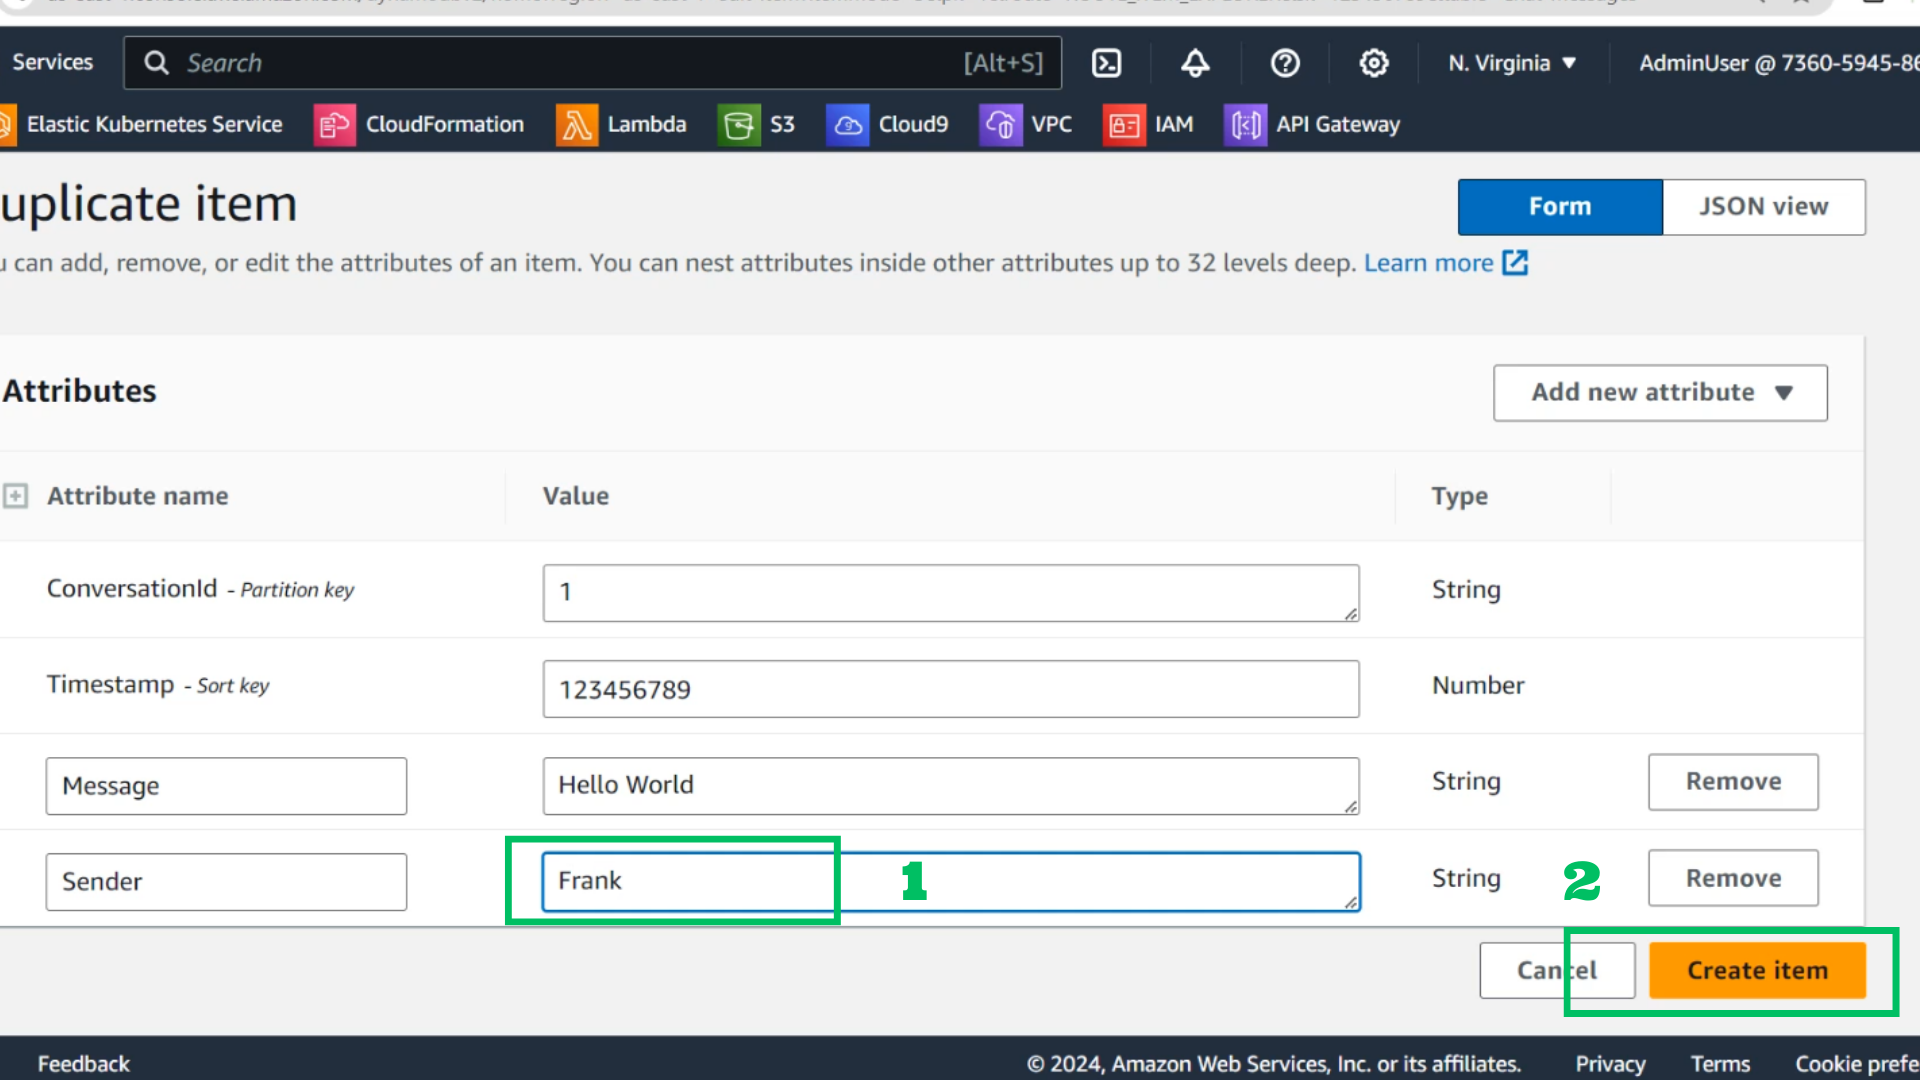 Services
Search
[Alt+S]
N. Virginia ▼
AdminUser @ 7360-5945-86
Elastic Kubernetes Service
CloudFormation
Lambda
S3
Cloud9
VPC
IAM
API Gateway
uplicate item
Form
JSON view
u can add, remove, or edit the attributes of an item. You can nest attributes inside other attributes up to 32 levels deep. Learn more
Attributes
Add new attribute ▼
Attribute name
Value
Type
ConversationId - Partition key
1
String
Timestamp - Sort key
123456789
Number
Message
Hello World
String
Remove
Sender
Frank
1
String
2
Remove
Cancel
Create item
Feedback
© 2024, Amazon Web Services, Inc. or its affiliates.
Privacy
Terms
Cookie prefe